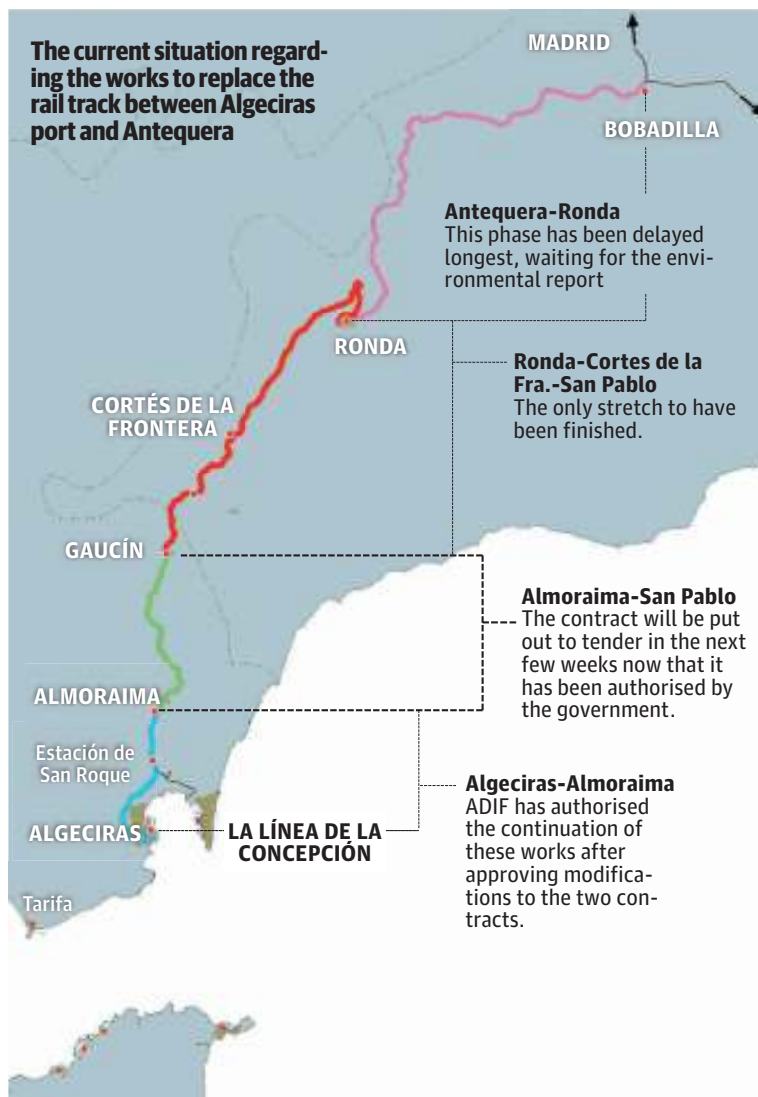 The current situation regard-
ing the works to replace the
rail track between Algeciras
port and Antequera
MADRID
BOBADILLA
Antequera-Ronda
This phase has been delayed
longest, waiting for the envi-
ronmental report
RONDA
Ronda-Cortes de la
Fra.-San Pablo
The only stretch to have
been finished.
CORTÉS DE LA
FRONTERA
GAUCÍN
Almoraima-San Pablo
The contract will be put
out to tender in the next
few weeks now that it
has been authorised by
the government.
ALMORAIMA
Estación de
San Roque
Algeciras-Almoraima
ADIF has authorised
the continuation of
these works after
approving modifica-
tions to the two con-
tracts.
ALGECIRAS
LA LÍNEA DE LA
CONCEPCIÓN
Tarifa